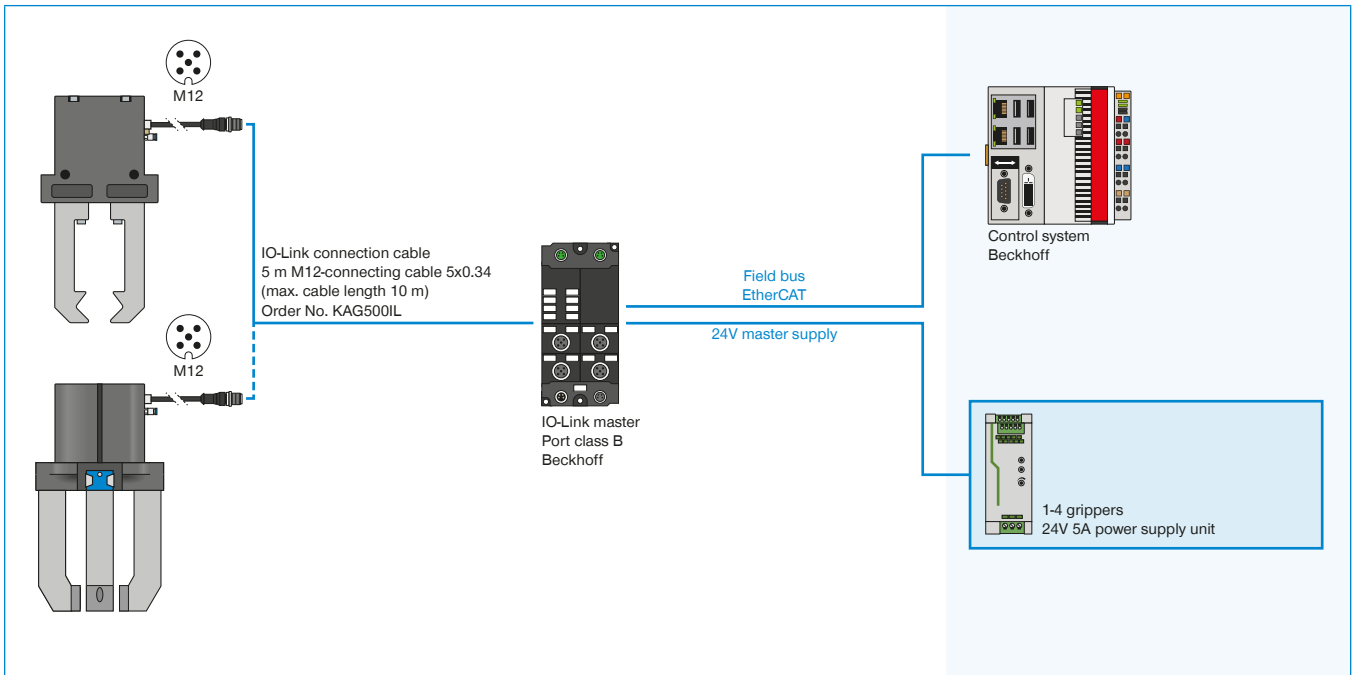 M12
IO-Link connection cable
5 m M12-connecting cable 5x0.34
(max. cable length 10 m)
Order No. KAG500IL
M12
IO-Link master
Port class B
Beckhoff
Field bus
EtherCAT
24V master supply
Control system
Beckhoff
1-4 grippers
24V 5A power supply unit